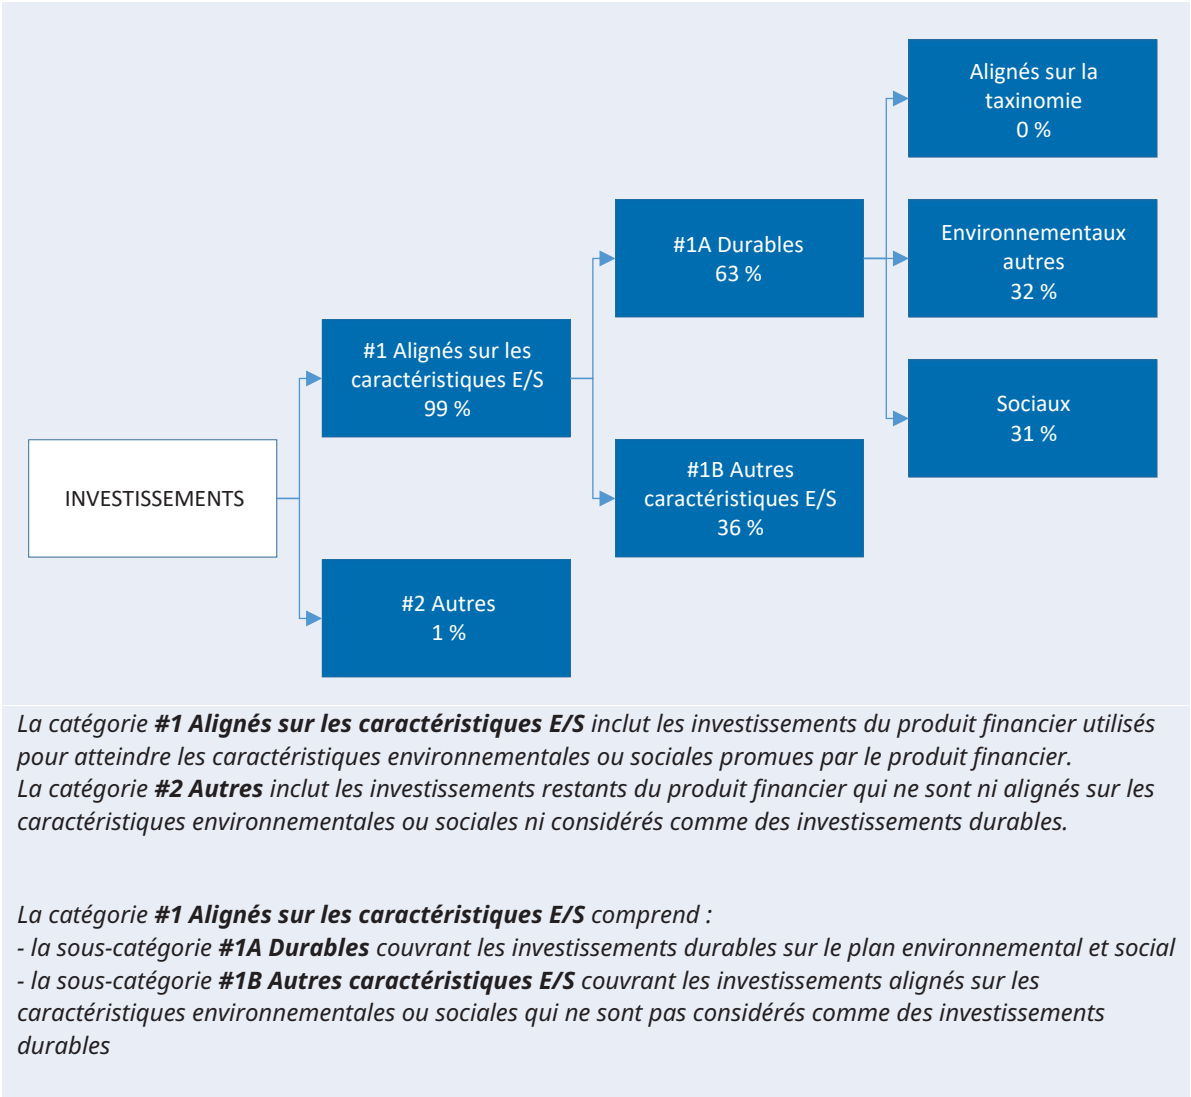 Alignés sur la
taxinomie
0 %
#1A Durables
63 %
Environnementaux
autres
32 %
#1 Alignés sur les
caractéristiques E/S
99 %
Sociaux
31 %
INVESTISSEMENTS
#1B Autres
caractéristiques E/S
36 %
#2 Autres
1 %
La catégorie #1 Alignés sur les caractéristiques E/S inclut les investissements du produit financier utilisés
pour atteindre les caractéristiques environnementales ou sociales promues par le produit financier.
La catégorie #2 Autres inclut les investissements restants du produit financier qui ne sont ni alignés sur les
caractéristiques environnementales ou sociales ni considérés comme des investissements durables.
La catégorie #1 Alignés sur les caractéristiques E/S comprend :
- la sous-catégorie #1A Durables couvrant les investissements durables sur le plan environnemental et social
- la sous-catégorie #1B Autres caractéristiques E/S couvrant les investissements alignés sur les
caractéristiques environnementales ou sociales qui ne sont pas considérés comme des investissements
durables